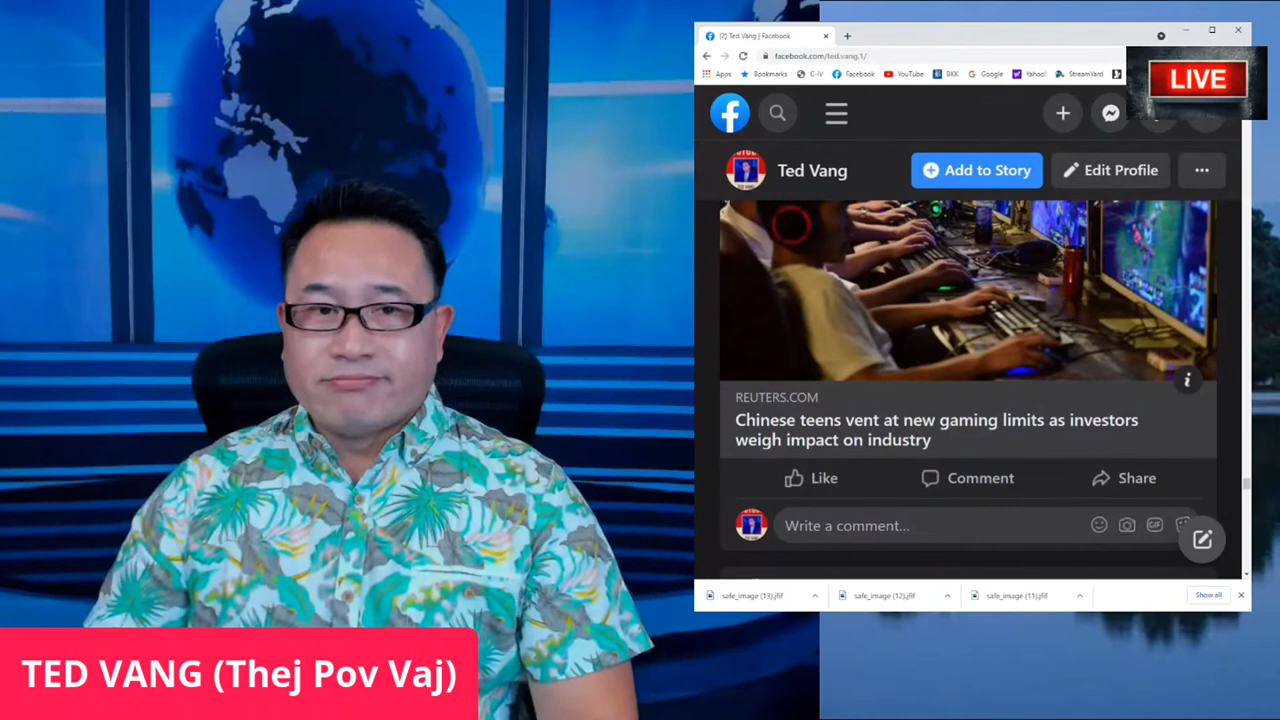 (2) Ted Vang | Facebook
facebook.com/ted.vang.1/
Apps Bookmarks C-IV Facebook YouTube BKK Google Yahoo! StreamYard
LIVE
Ted Vang
Add to Story
Edit Profile
REUTERS.COM
Chinese teens vent at new gaming limits as investors
weigh impact on industry
Like Comment Share
Write a comment...
GIF
safe_image (13).jfif safe_image (12).jfif safe_image (11).jfif Show all
TED VANG (Thej Pov Vaj)